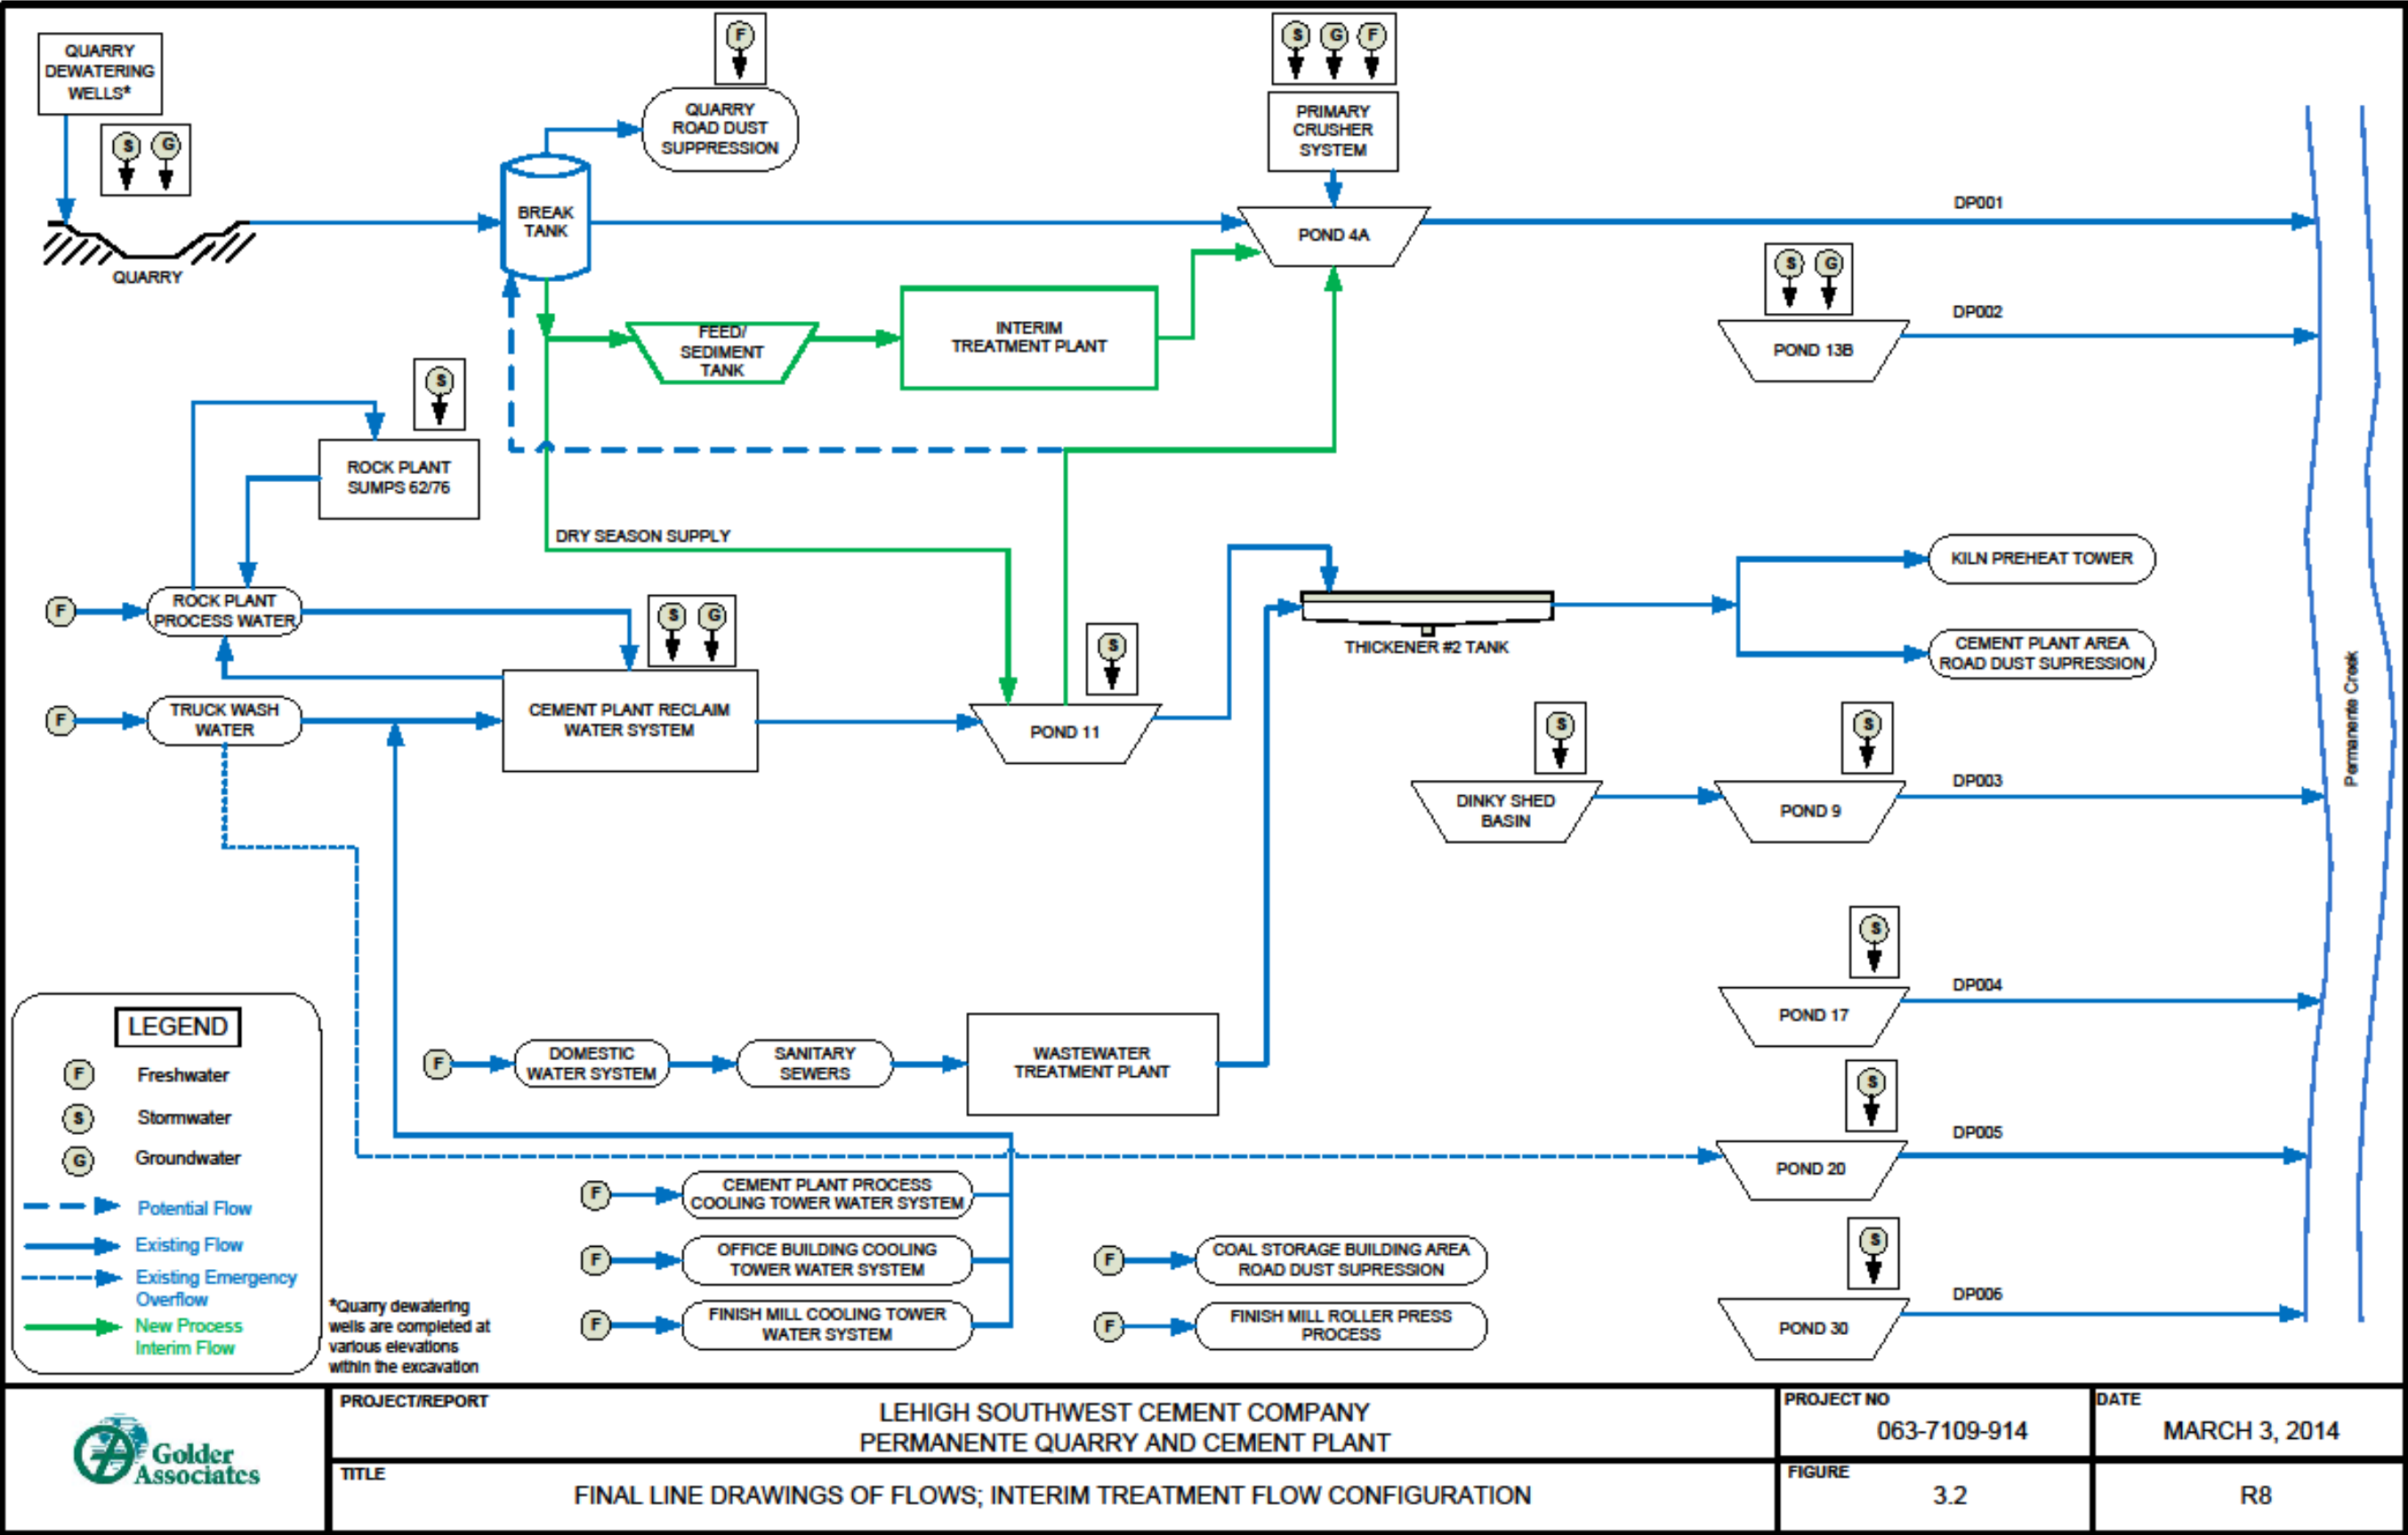 QUARRY
DEWATERING
WELLS*
S G
QUARRY
F
QUARRY
ROAD DUST
SUPPRESSION
BREAK
TANK
S G F
PRIMARY
CRUSHER
SYSTEM
POND 4A
DP001
S G
POND 13B
DP002
FEED/
SEDIMENT
TANK
INTERIM
TREATMENT PLANT
S
ROCK PLANT
SUMPS 62/76
DRY SEASON SUPPLY
F
ROCK PLANT
PROCESS WATER
S G
F
TRUCK WASH
WATER
CEMENT PLANT RECLAIM
WATER SYSTEM
S
POND 11
THICKENER #2 TANK
KILN PREHEAT TOWER
CEMENT PLANT AREA
ROAD DUST SUPRESSION
Permanente Creek
S
DINKY SHED
BASIN
S
POND 9
DP003
S
POND 17
DP004
F
DOMESTIC
WATER SYSTEM
SANITARY
SEWERS
WASTEWATER
TREATMENT PLANT
S
POND 20
DP005
F
CEMENT PLANT PROCESS
COOLING TOWER WATER SYSTEM
F
OFFICE BUILDING COOLING
TOWER WATER SYSTEM
F
FINISH MILL COOLING TOWER
WATER SYSTEM
F
COAL STORAGE BUILDING AREA
ROAD DUST SUPRESSION
F
FINISH MILL ROLLER PRESS
PROCESS
S
POND 30
DP006
LEGEND
F Freshwater
S Stormwater
G Groundwater
Potential Flow
Existing Flow
Existing Emergency
Overflow
New Process
Interim Flow
*Quarry dewatering
wells are completed at
various elevations
within the excavation
Golder
Associates
PROJECT/REPORT
LEHIGH SOUTHWEST CEMENT COMPANY
PERMANENTE QUARRY AND CEMENT PLANT
PROJECT NO
063-7109-914
DATE
MARCH 3, 2014
TITLE
FINAL LINE DRAWINGS OF FLOWS; INTERIM TREATMENT FLOW CONFIGURATION
FIGURE
3.2
R8